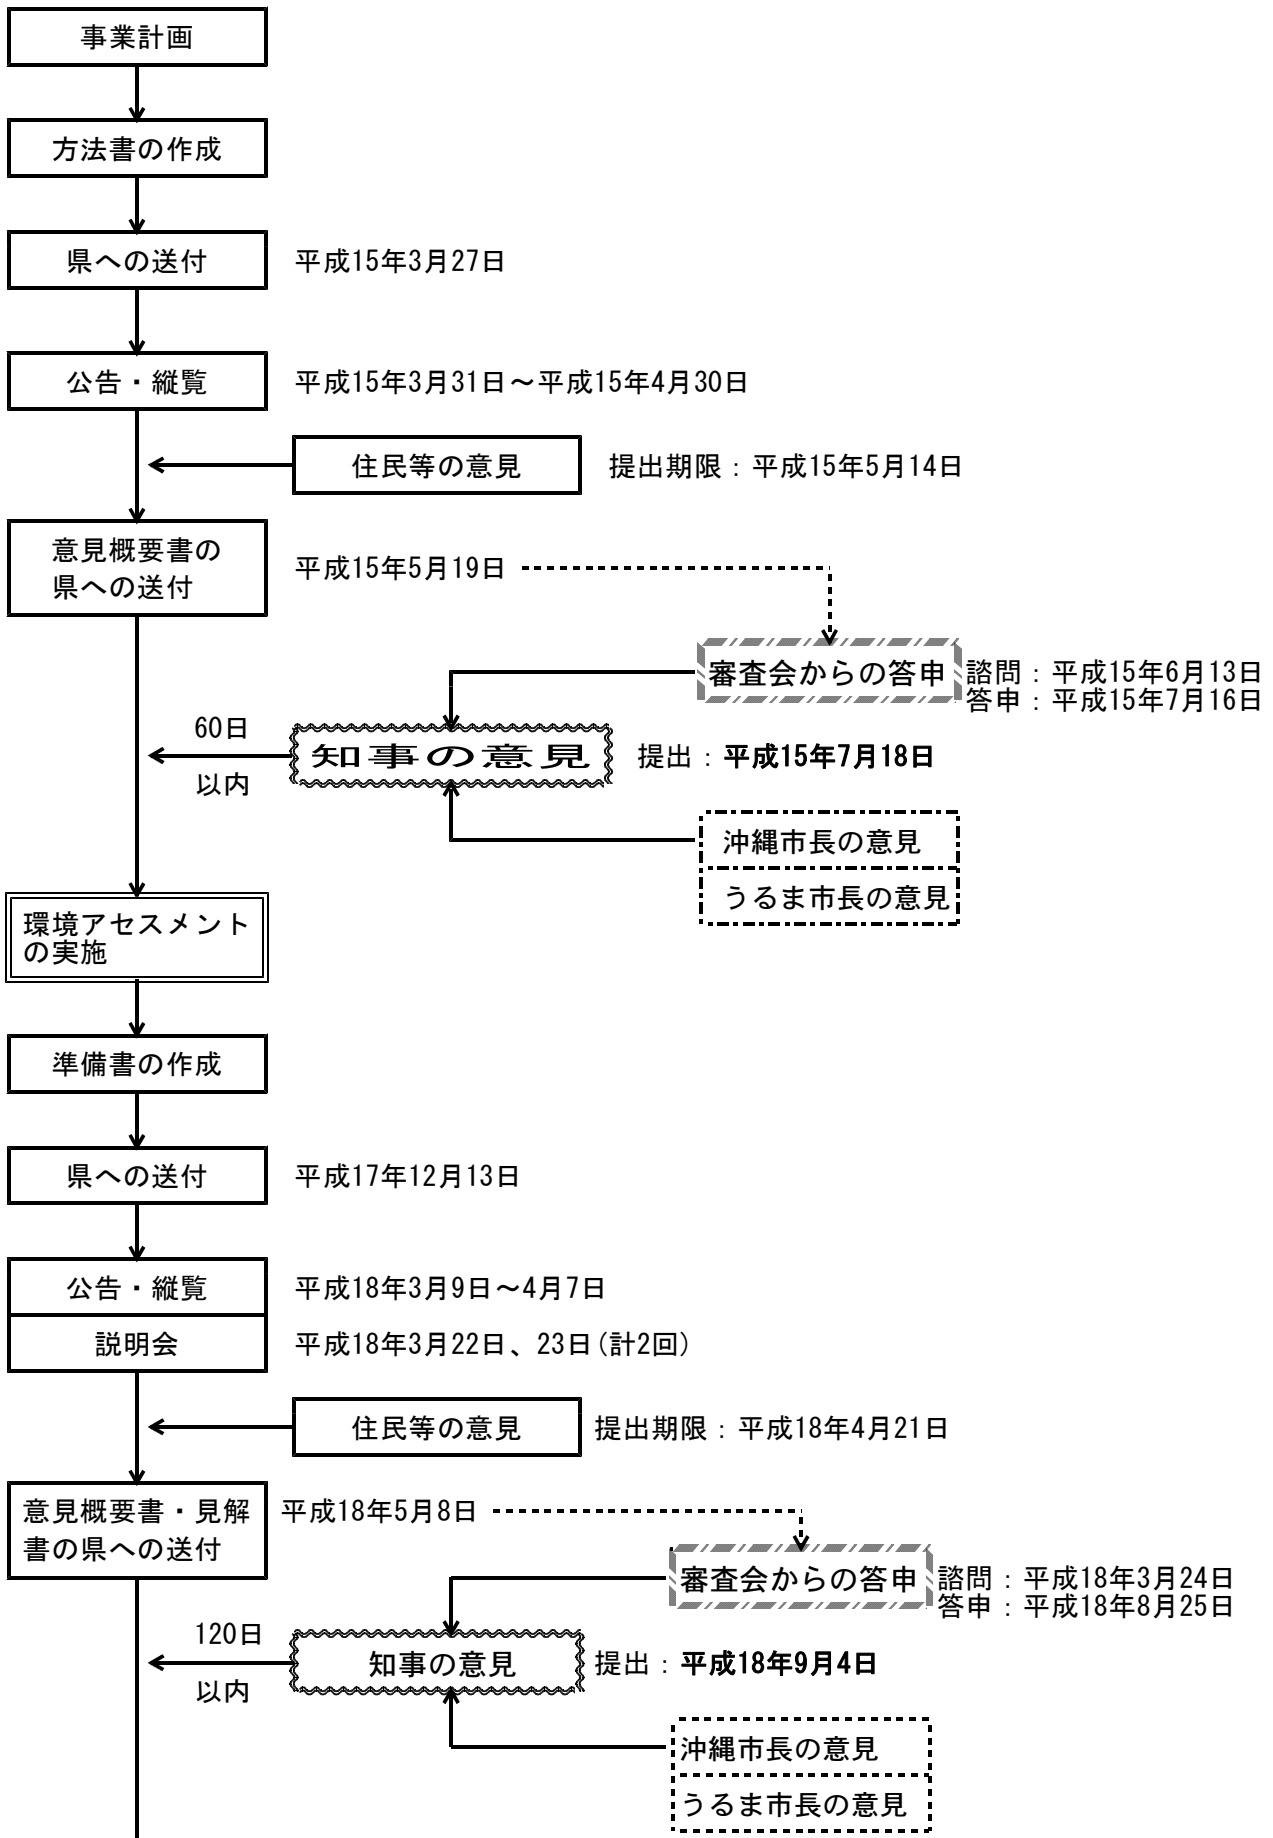 事業計画
方法書の作成
県への送付
平成15年3月27日
公告・縦覧
平成15年3月31日～平成15年4月30日
住民等の意見
提出期限：平成15年5月14日
意見概要書の
県への送付
平成15年5月19日
審査会からの答申
諮問：平成15年6月13日
答申：平成15年7月16日
60日
以内
知事の意見
提出：平成15年7月18日
沖縄市長の意見
うるま市長の意見
環境アセスメント
の実施
準備書の作成
県への送付
平成17年12月13日
公告・縦覧
平成18年3月9日～4月7日
説明会
平成18年3月22日、23日(計2回)
住民等の意見
提出期限：平成18年4月21日
意見概要書・見解
書の県への送付
平成18年5月8日
審査会からの答申
諮問：平成18年3月24日
答申：平成18年8月25日
120日
以内
知事の意見
提出：平成18年9月4日
沖縄市長の意見
うるま市長の意見